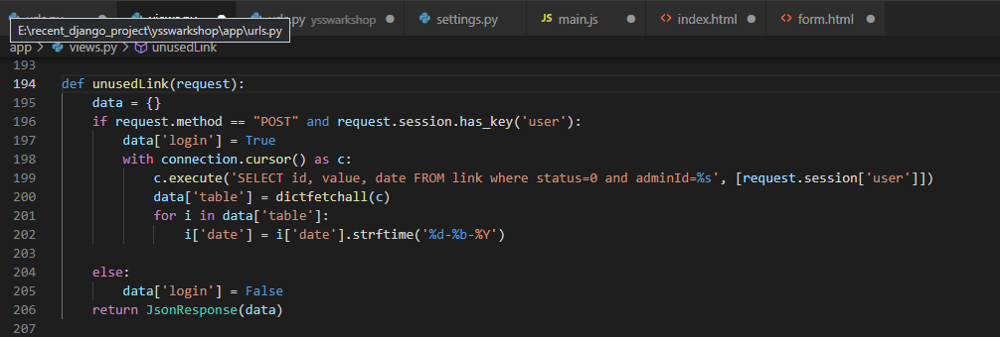 views.py
urls.py ysswarkshop
settings.py
JS main.js
<> index.html
<> form.html
E:\recent_django_project\ysswarkshop\app\urls.py
app > views.py > unusedLink
193
194 def unusedLink(request):
195 data = {}
196 if request.method == "POST" and request.session.has_key('user'):
197 data['login'] = True
198 with connection.cursor() as c:
199 c.execute('SELECT id, value, date FROM link where status=0 and adminId=%s', [request.session['user']])
200 data['table'] = dictfetchall(c)
201 for i in data['table']:
202 i['date'] = i['date'].strftime('%d-%b-%Y')
203
204 else:
205 data['login'] = False
206 return JsonResponse(data)
207